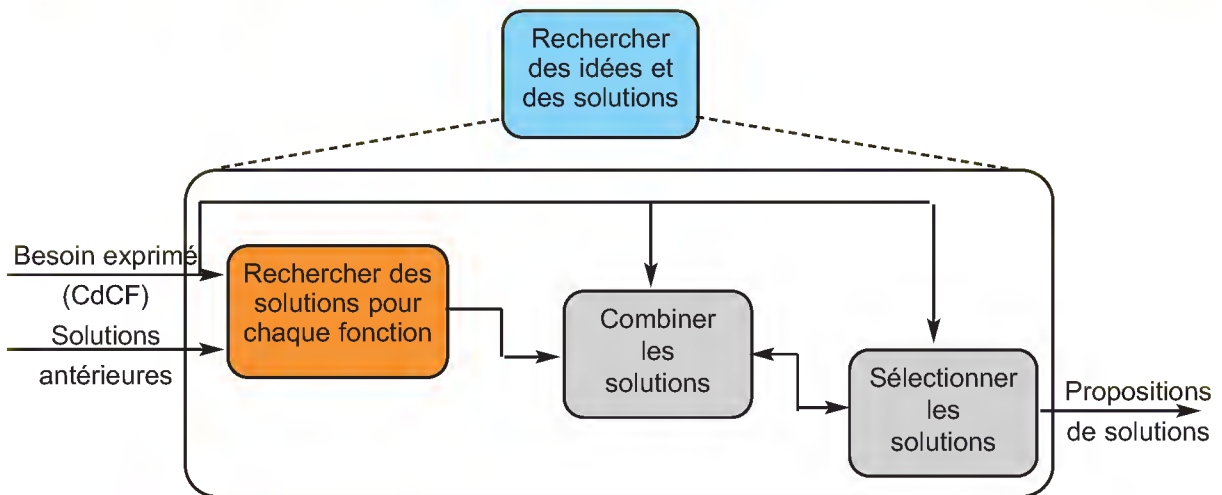 Rechercher
des idées et
des solutions
Besoin exprimé
(CdCF)
Solutions
antérieures
Rechercher des
solutions pour
chaque fonction
Combiner
les
solutions
Sélectionner
les
solutions
Propositions
de solutions